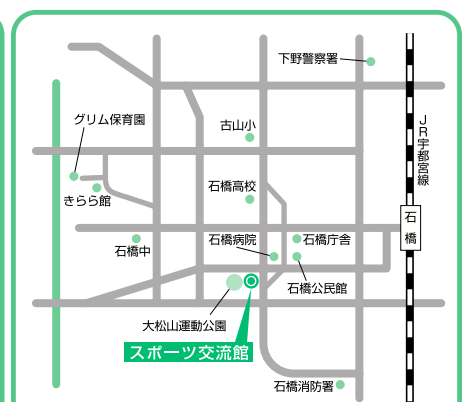 下野警察署
グリム保育園
古山小
JR宇都宮線
石橋高校
きらら館
石橋
石橋中
石橋病院
石橋庁舎
石橋公民館
大松山運動公園
スポーツ交流館
石橋消防署